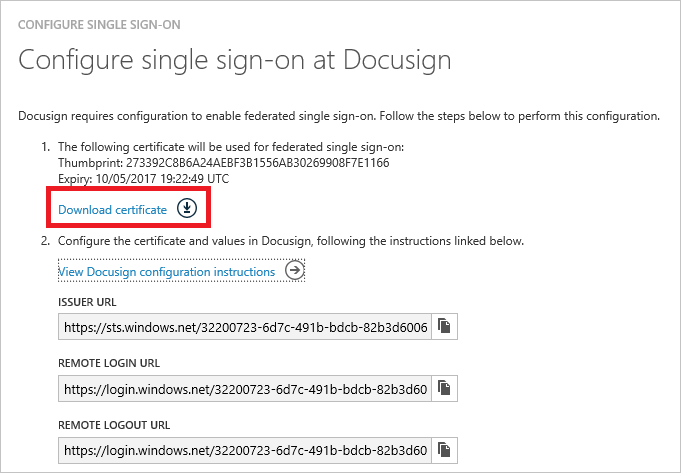 CONFIGURE SINGLE SIGN-ON
Configure single sign-on at Docusign
Docusign requires configuration to enable federated single sign-on. Follow the steps below to perform this configuration.
1. The following certificate will be used for federated single sign-on:
Thumbprint: 273392C8B6A24AEBF3B1556AB30269908F7E1166
Expiry: 10/05/2017 19:22:49 UTC
Download certificate
2. Configure the certificate and values in Docusign, following the instructions linked below.
View Docusign configuration instructions
ISSUER URL
https://sts.windows.net/32200723-6d7c-491b-bdcb-82b3d6006
REMOTE LOGIN URL
https://login.windows.net/32200723-6d7c-491b-bdcb-82b3d60
REMOTE LOGOUT URL
https://login.windows.net/32200723-6d7c-491b-bdcb-82b3d60